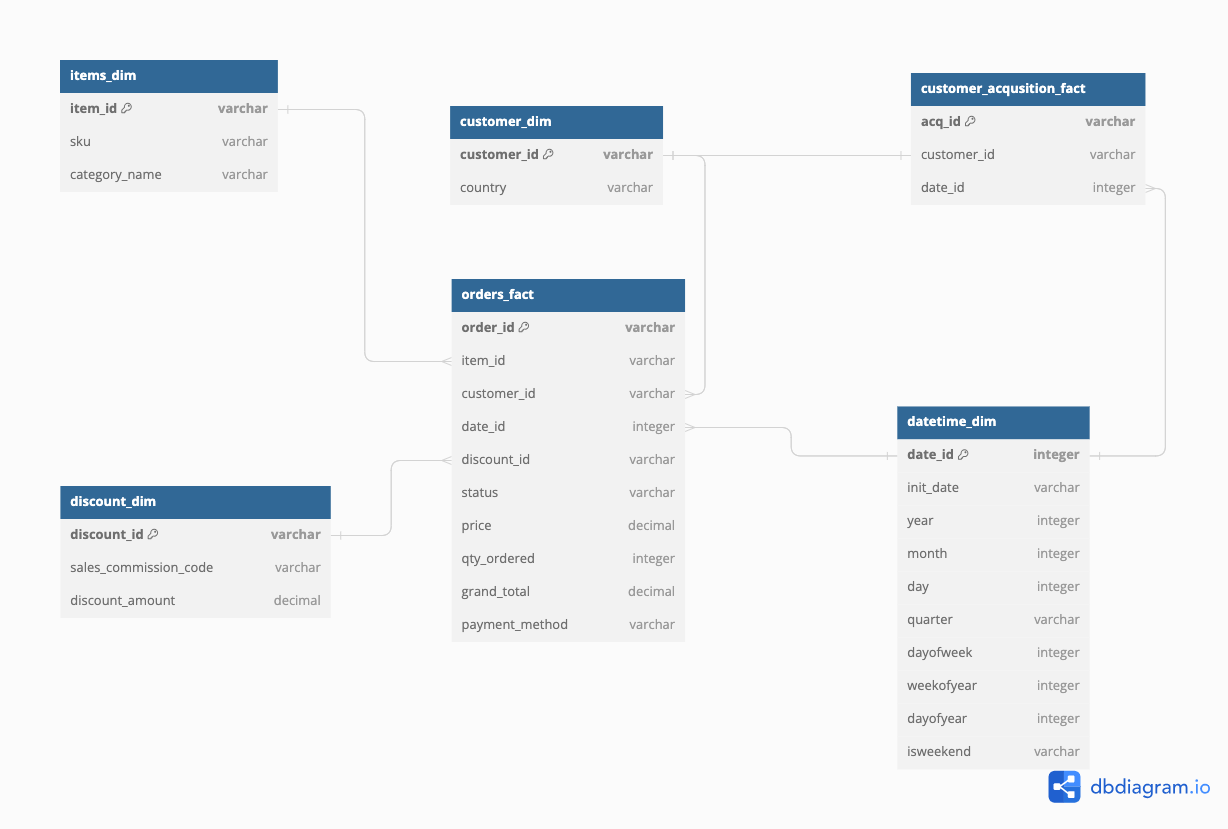 items_dim
item_id varchar
sku varchar
category_name varchar
customer_dim
customer_id varchar
country varchar
customer_acqusition_fact
acq_id varchar
customer_id varchar
date_id integer
orders_fact
order_id varchar
item_id varchar
customer_id varchar
date_id integer
discount_id varchar
status varchar
price decimal
qty_ordered integer
grand_total decimal
payment_method varchar
discount_dim
discount_id varchar
sales_commission_code varchar
discount_amount decimal
datetime_dim
date_id integer
init_date varchar
year integer
month integer
day integer
quarter varchar
dayofweek integer
weekofyear integer
dayofyear integer
isweekend varchar
dbdiagram.io